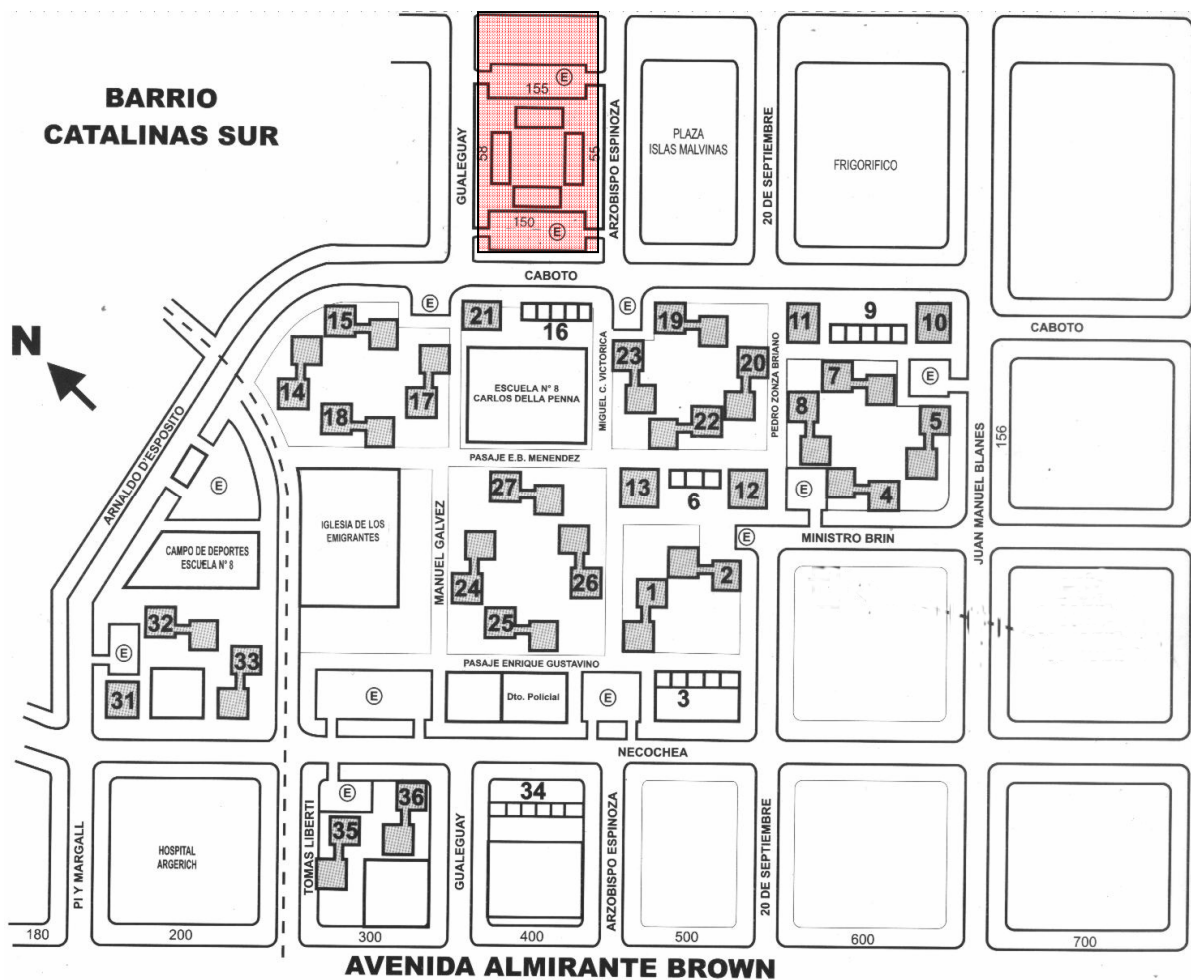 BARRIO
CATALINAS SUR
N
E
155
58
55
150
E
GUALEGUAY
ARZOBISPO ESPINOZA
PLAZA
ISLAS MALVINAS
20 DE SEPTIEMBRE
FRIGORIFICO
CABOTO
CABOTO
ARNALDO D'ESPOSITO
15
14
18
17
E
21
16
ESCUELA N° 8
CARLOS DELLA PENNA
MIGUEL C. VICTORICA
E
19
23
20
22
PEDRO ZONZA BRIANO
11
9
10
7
E
8
5
E
4
JUAN MANUEL BLANES
156
PASAJE E.B. MENENDEZ
E
CAMPO DE DEPORTES
ESCUELA N° 8
IGLESIA DE LOS
EMIGRANTES
MANUEL GALVEZ
27
24
26
25
13
6
12
E
MINISTRO BRIN
1
2
32
E
33
31
PASAJE ENRIQUE GUSTAVINO
E
Dto. Policial
E
3
NECOCHEA
PI Y MARGALL
HOSPITAL
ARGERICH
TOMAS LIBERTI
E
36
35
GUALEGUAY
34
ARZOBISPO ESPINOZA
20 DE SEPTIEMBRE
180
200
300
400
500
600
700
AVENIDA ALMIRANTE BROWN